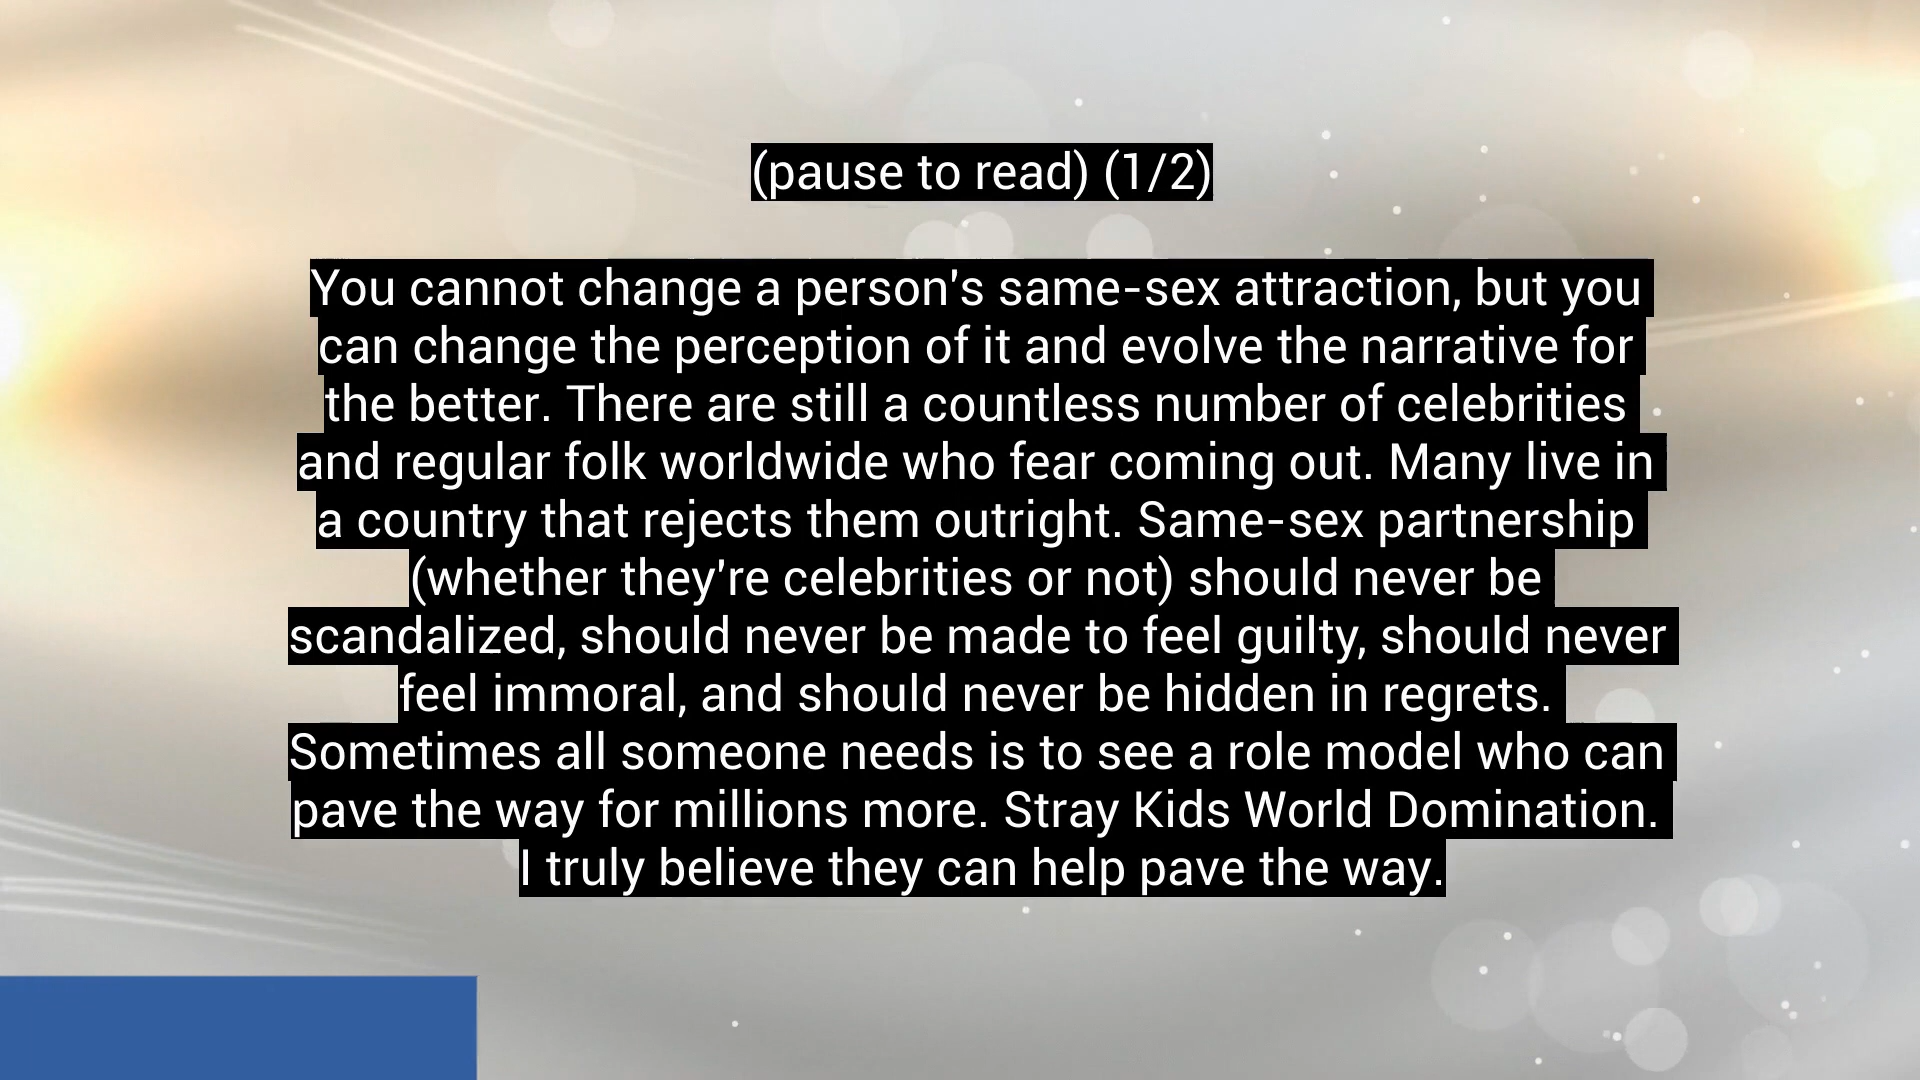 (pause to read) (1/2)
You cannot change a person's same-sex attraction, but you
can change the perception of it and evolve the narrative for
the better. There are still a countless number of celebrities
and regular folk worldwide who fear coming out. Many live in
a country that rejects them outright. Same-sex partnership
(whether they're celebrities or not) should never be
scandalized, should never be made to feel guilty, should never
feel immoral, and should never be hidden in regrets.
Sometimes all someone needs is to see a role model who can
pave the way for millions more. Stray Kids World Domination.
I truly believe they can help pave the way.